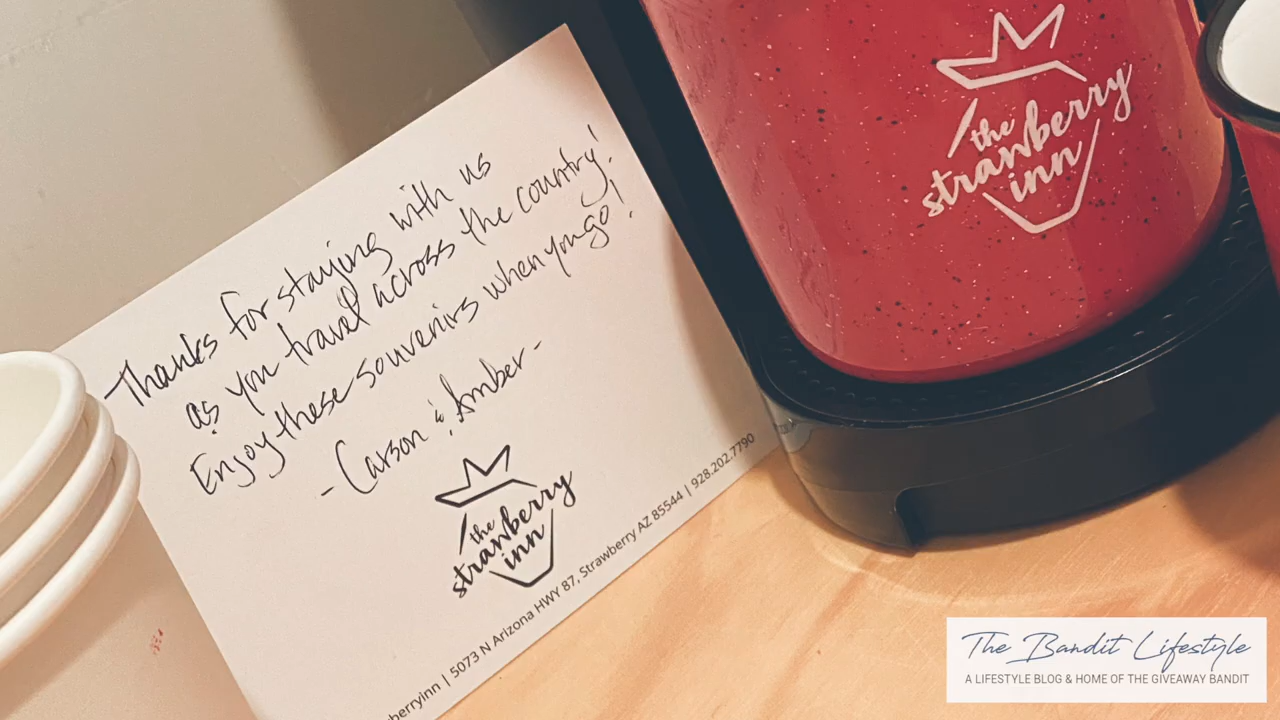 Thanks for staying with us
as you travel across the country!
Enjoy these souvenirs when you go!
- Carson & Amber -
the
strawberry
inn
berryinn | 5073 N Arizona HWY 87, Strawberry AZ 85544 | 928.202.7790
the
strawberry
inn
The Bandit Lifestyle
A LIFESTYLE BLOG & HOME OF THE GIVEAWAY BANDIT